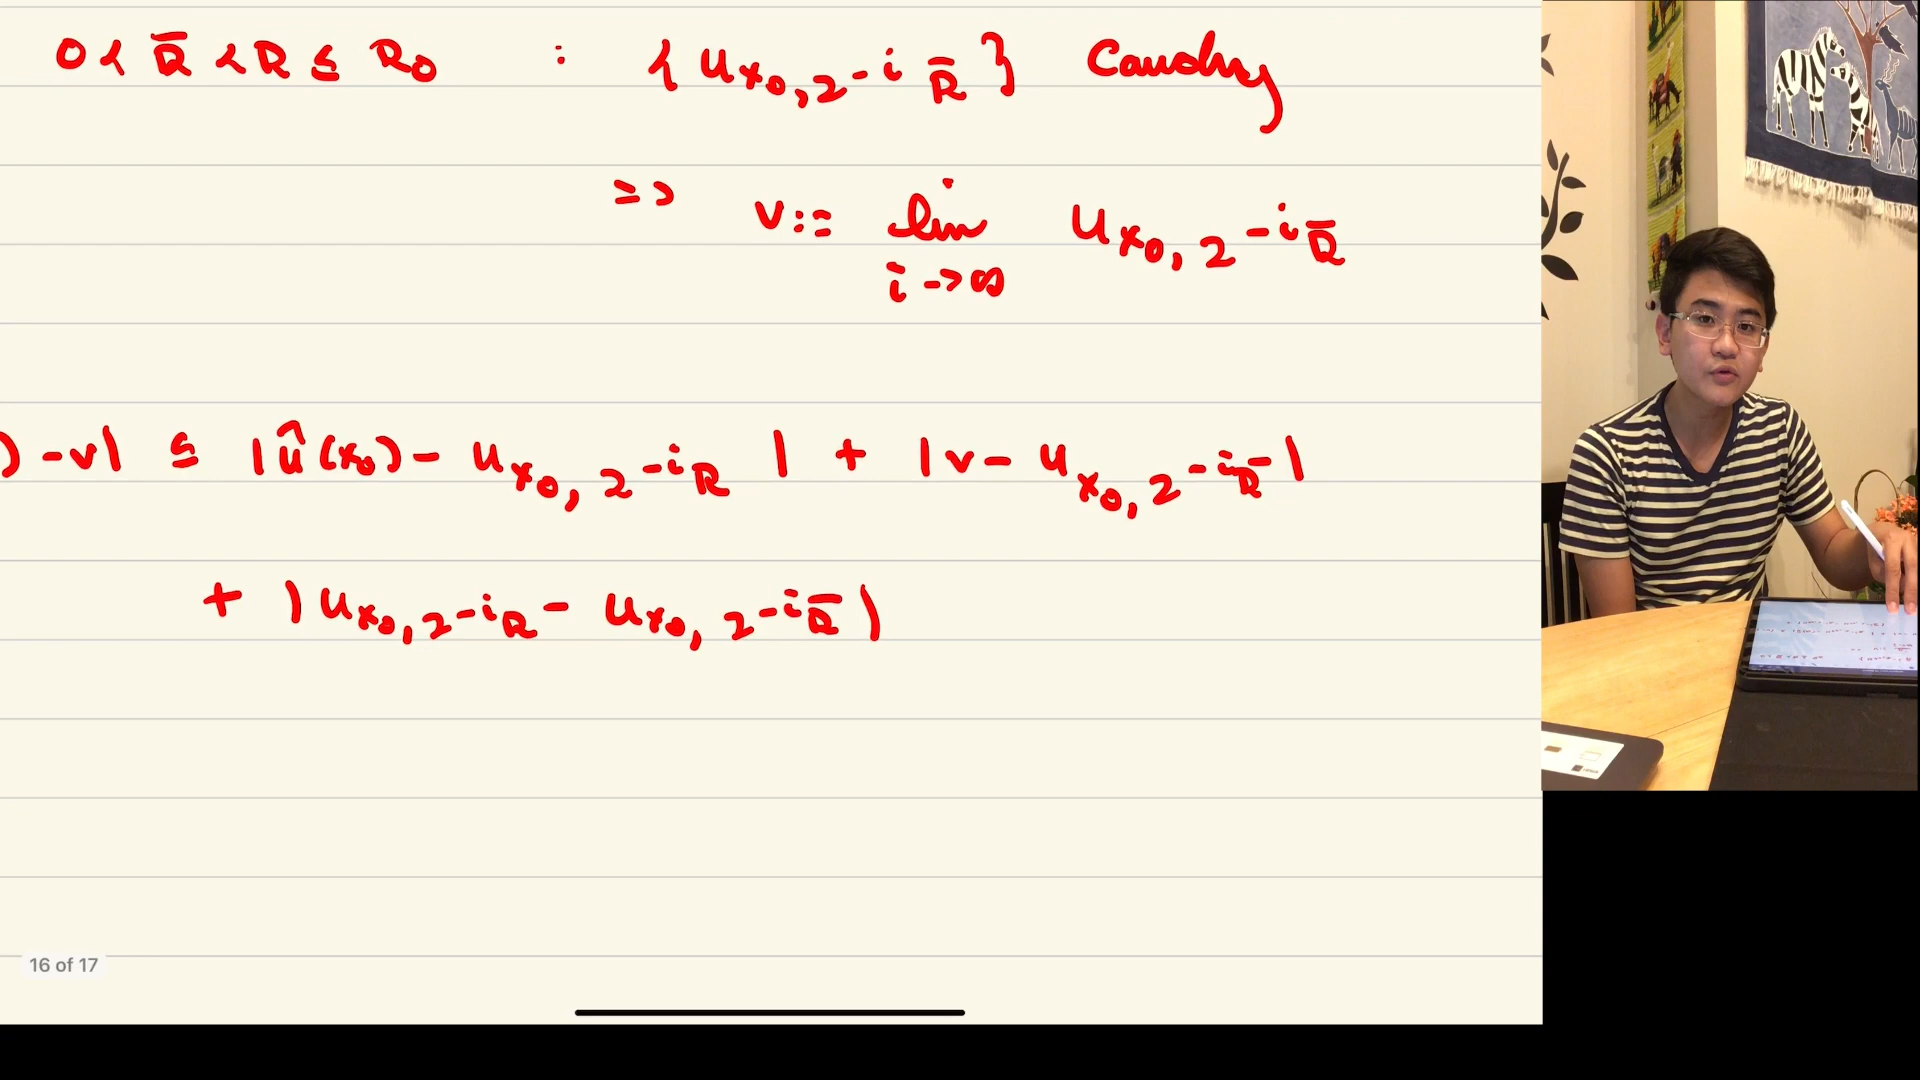 0 < R̄ < R ≤ R₀ : {u_{x₀,2^{-i}R̄}} Cauchy
=> v := lim_{i→∞} u_{x₀,2^{-i}R̄}
) - v| ≤ |û(x₀) - u_{x₀,2^{-i}R}| + |v - u_{x₀,2^{-i}R̄}|
+ |u_{x₀,2^{-i}R} - u_{x₀,2^{-i}R̄}|
16 of 17